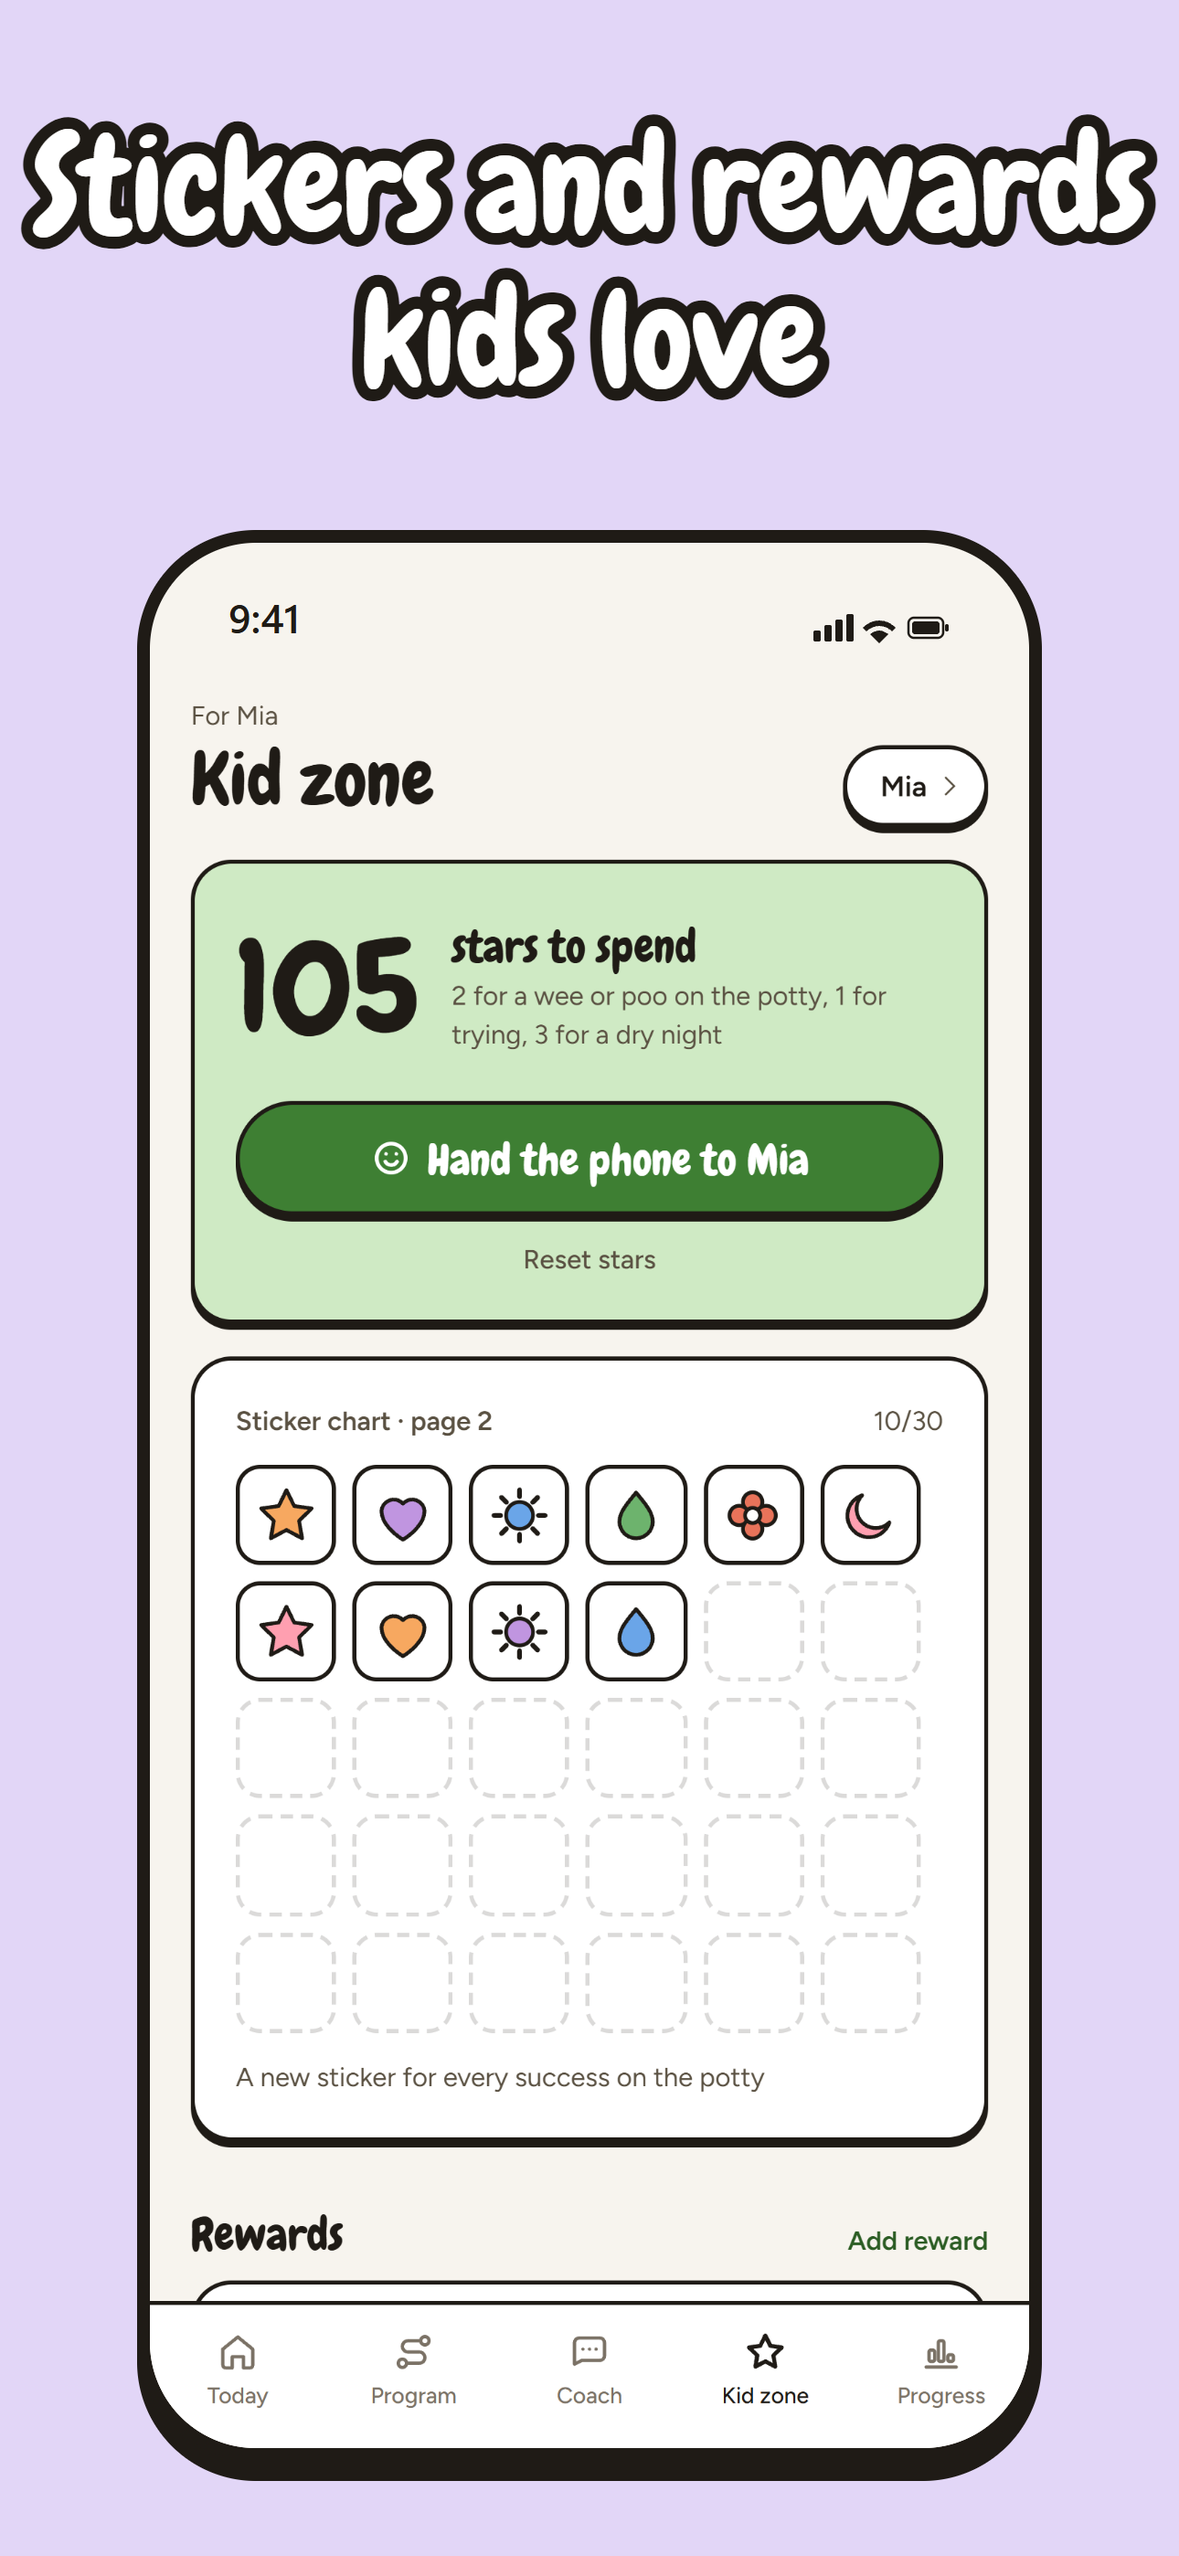 Stickers and rewards
kids love
9:41
For Mia
Kid zone
Mia
105
stars to spend
2 for a wee or poo on the potty, 1 for
trying, 3 for a dry night
Hand the phone to Mia
Reset stars
Sticker chart · page 2
10/30
A new sticker for every success on the potty
Rewards
Add reward
Today
Program
Coach
Kid zone
Progress